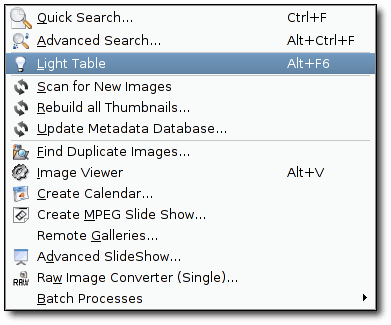 Quick Search... Ctrl+F
Advanced Search... Alt+Ctrl+F
Light Table Alt+F6
Scan for New Images
Rebuild all Thumbnails...
Update Metadata Database...
Find Duplicate Images...
Image Viewer Alt+V
Create Calendar...
Create MPEG Slide Show...
Remote Galleries...
Advanced SlideShow...
RAW Raw Image Converter (Single)...
Batch Processes